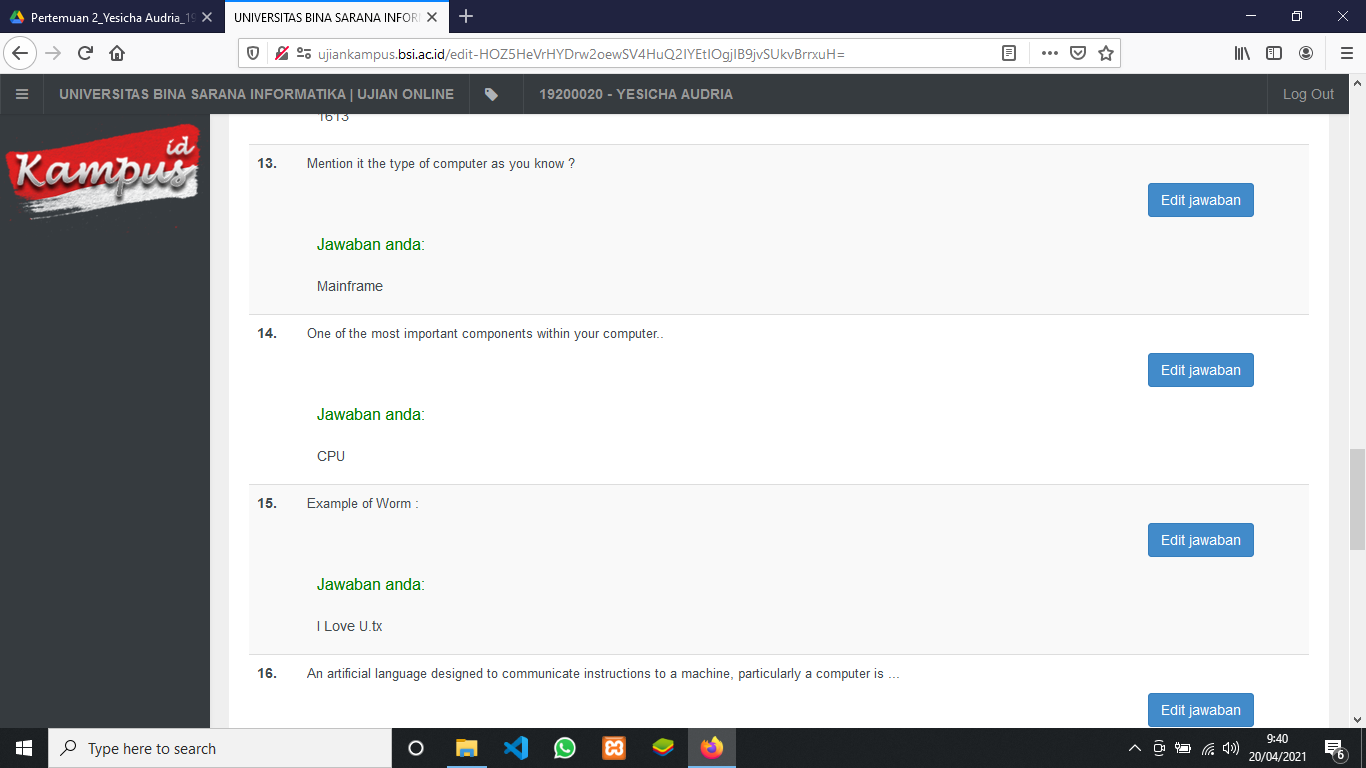 Pertemuan 2_Yesicha Audria_19
UNIVERSITAS BINA SARANA INFOR
ujiankampus.bsi.ac.id/edit-HOZ5HeVrHYDrw2oewSV4HuQ2IYEtIOgjIB9jvSUkvBrrxuH=
UNIVERSITAS BINA SARANA INFORMATIKA | UJIAN ONLINE
19200020 - YESICHA AUDRIA
Log Out
Kampus id
1613
13. Mention it the type of computer as you know ?
Edit jawaban
Jawaban anda:
Mainframe
14. One of the most important components within your computer..
Edit jawaban
Jawaban anda:
CPU
15. Example of Worm :
Edit jawaban
Jawaban anda:
I Love U.tx
16. An artificial language designed to communicate instructions to a machine, particularly a computer is ...
Edit jawaban
Type here to search
9:40
20/04/2021
6